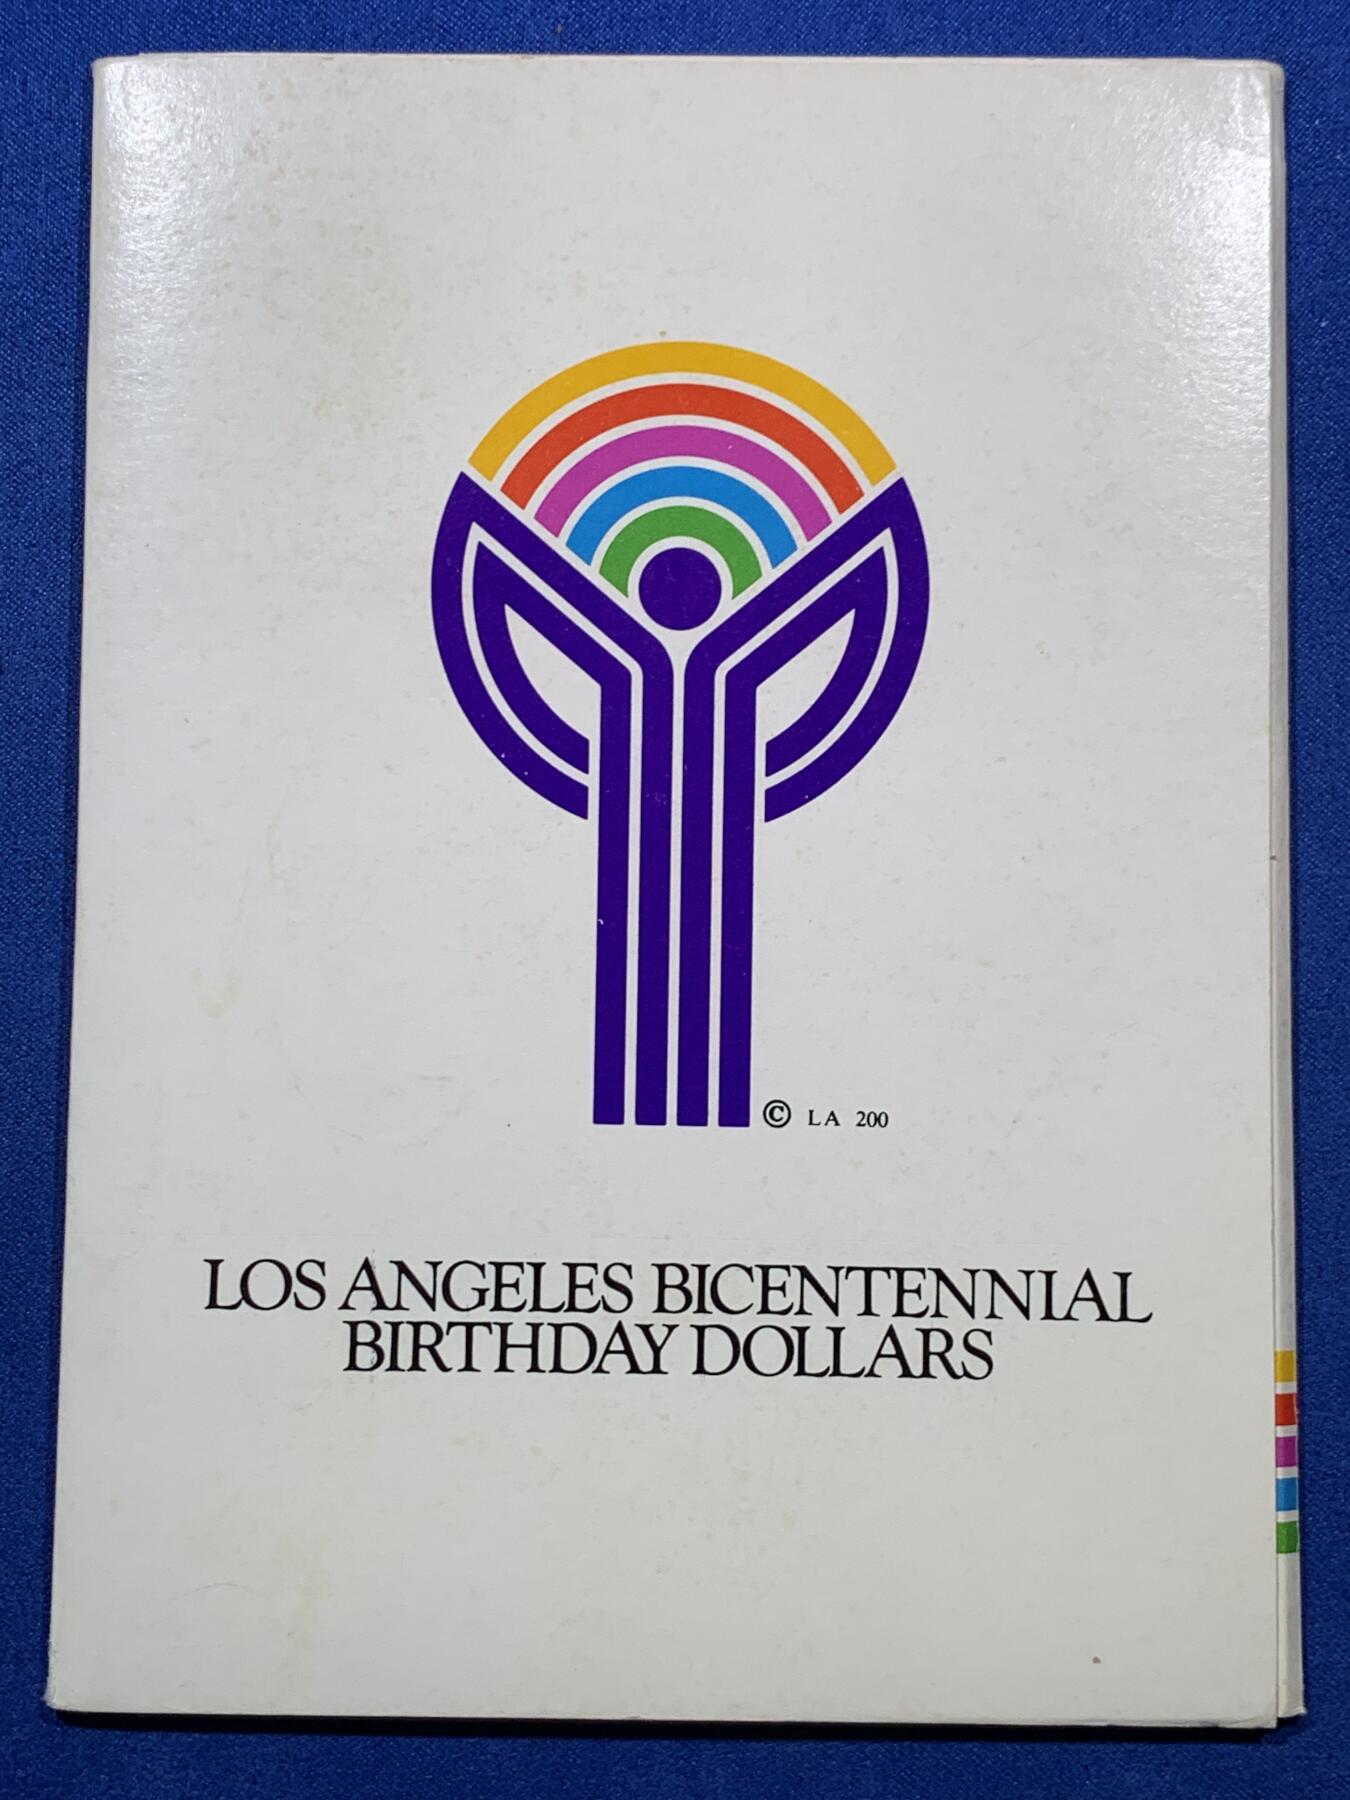 © LA 200
LOS ANGELES BICENTENNIAL
BIRTHDAY DOLLARS